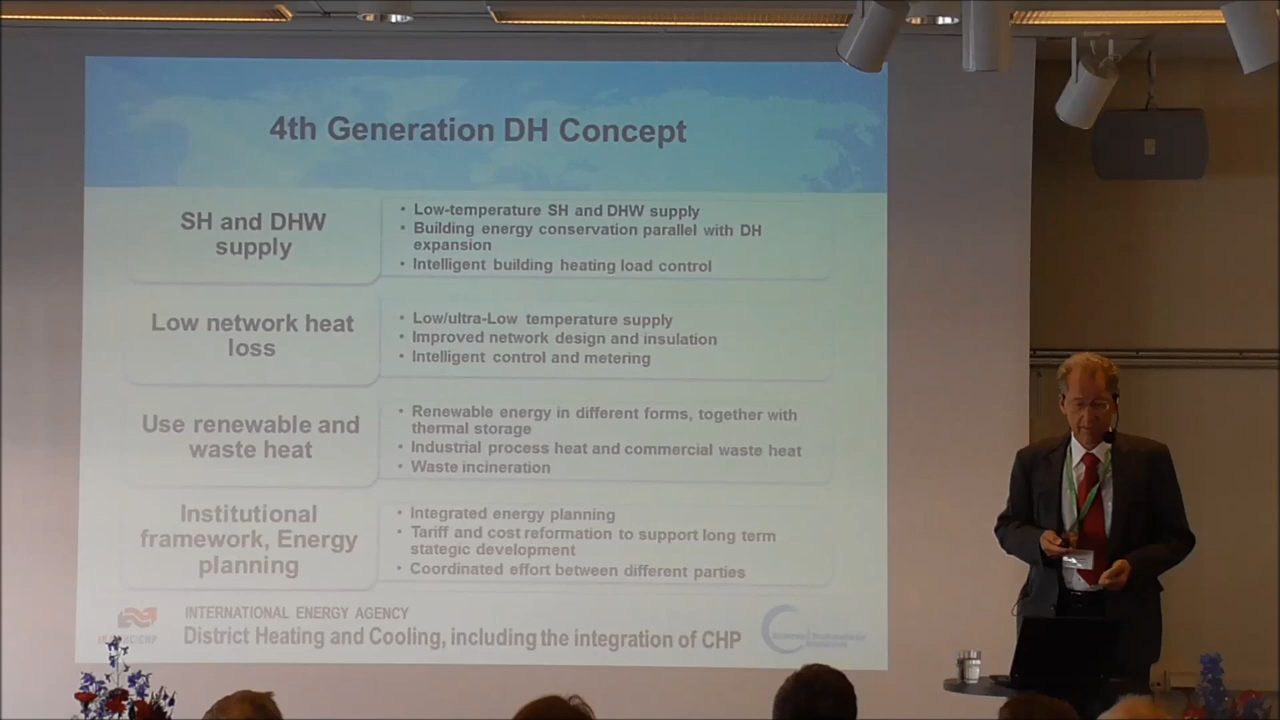 4th Generation DH Concept
SH and DHW
supply
• Low-temperature SH and DHW supply
• Building energy conservation parallel with DH
expansion
• Intelligent building heating load control
Low network heat
loss
• Low/ultra-Low temperature supply
• Improved network design and insulation
• Intelligent control and metering
Use renewable and
waste heat
• Renewable energy in different forms, together with
thermal storage
• Industrial process heat and commercial waste heat
• Waste incineration
Institutional
framework, Energy
planning
• Integrated energy planning
• Tariff and cost reformation to support long term
stategic development
• Coordinated effort between different parties
INTERNATIONAL ENERGY AGENCY
District Heating and Cooling, including the integration of CHP